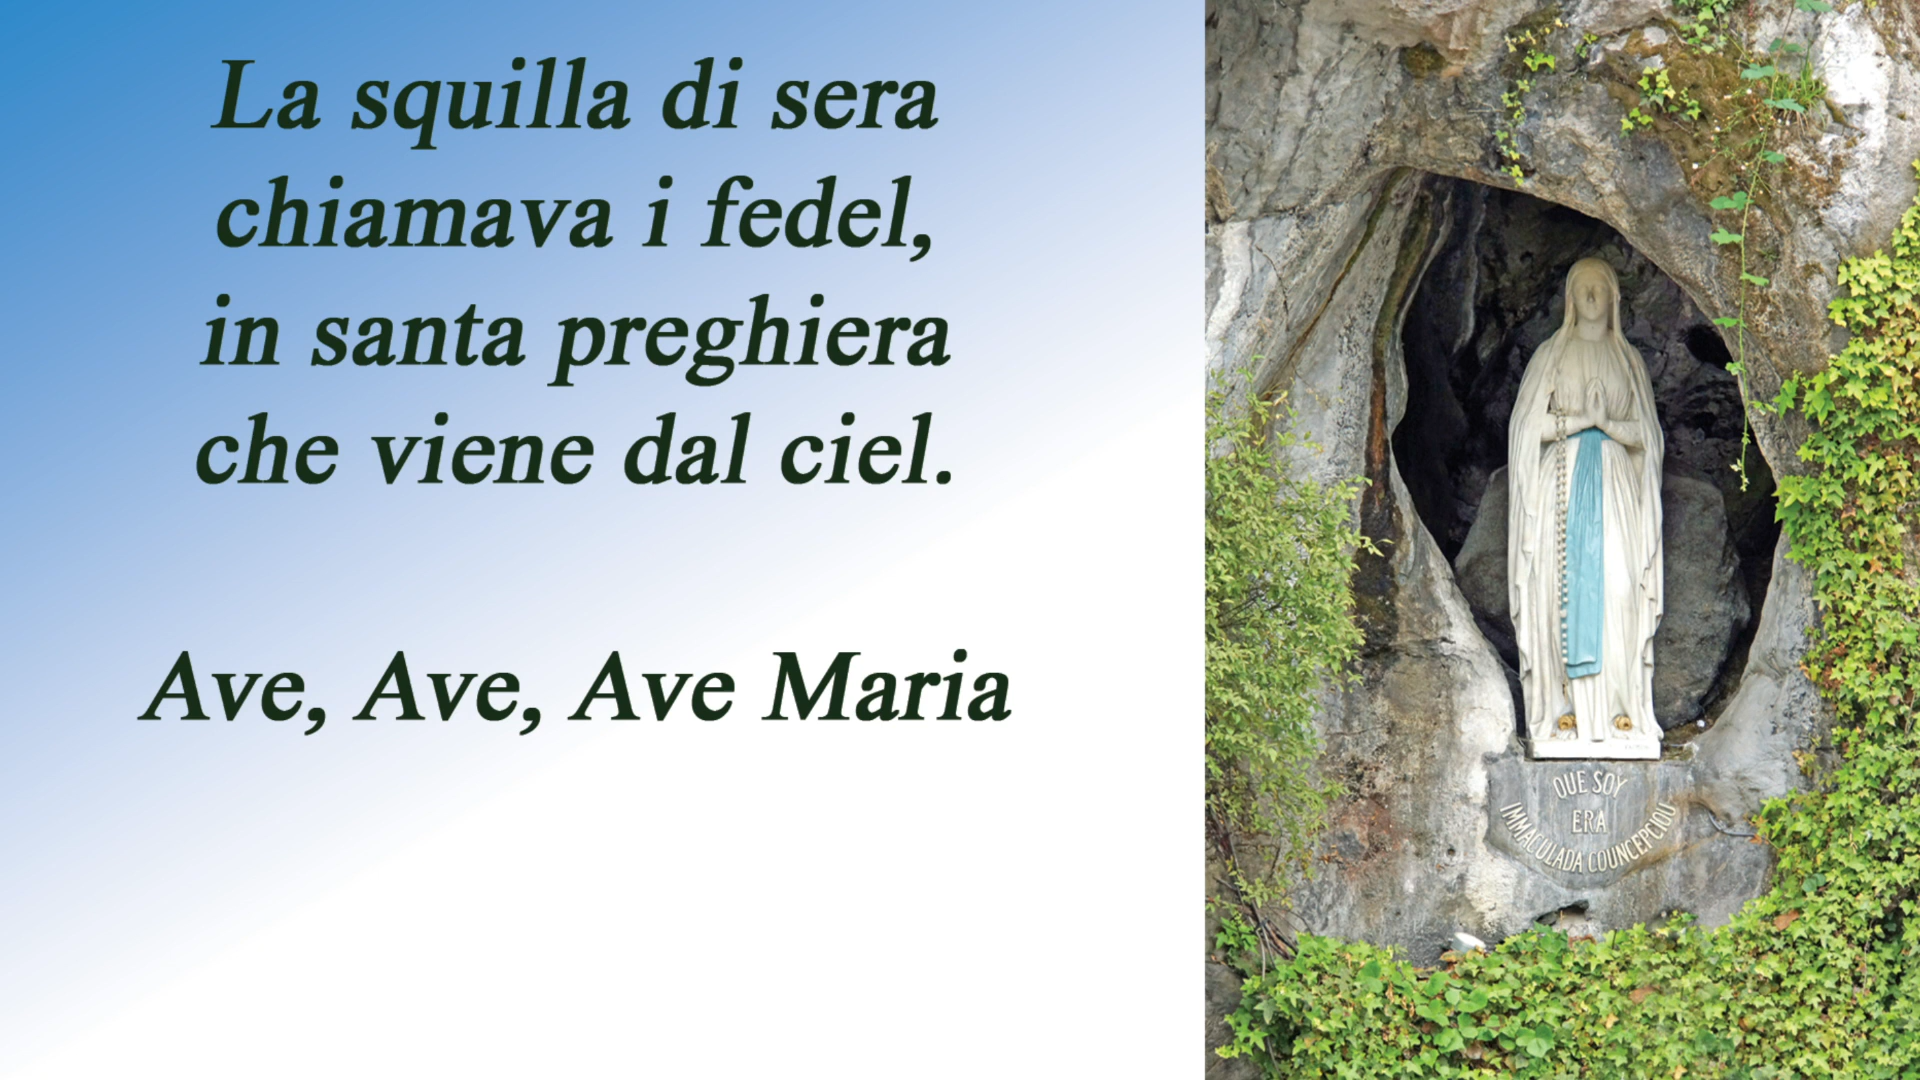 La squilla di sera
chiamava i fedel,
in santa preghiera
che viene dal ciel.
Ave, Ave, Ave Maria
QUE SOY
ERA
IMMACULADA COUNCEPCIOU